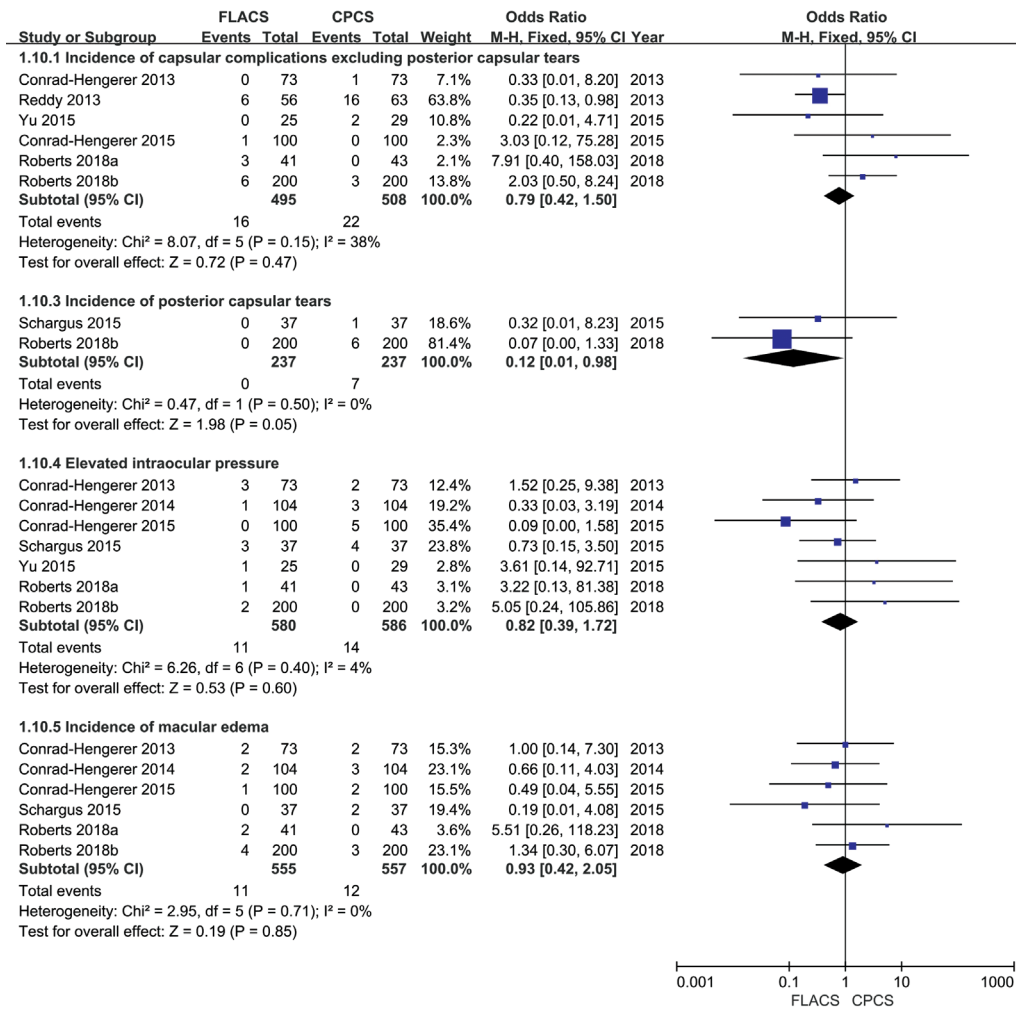 FLACS CPCS Odds Ratio Odds Ratio
Study or Subgroup Events Total Events Total Weight M-H, Fixed, 95% CI Year M-H, Fixed, 95% CI
1.10.1 Incidence of capsular complications excluding posterior capsular tears
Conrad-Hengerer 2013 0 73 1 73 7.1% 0.33 [0.01, 8.20] 2013
Reddy 2013 6 56 16 63 63.8% 0.35 [0.13, 0.98] 2013
Yu 2015 0 25 2 29 10.8% 0.22 [0.01, 4.71] 2015
Conrad-Hengerer 2015 1 100 0 100 2.3% 3.03 [0.12, 75.28] 2015
Roberts 2018a 3 41 0 43 2.1% 7.91 [0.40, 158.03] 2018
Roberts 2018b 6 200 3 200 13.8% 2.03 [0.50, 8.24] 2018
Subtotal (95% CI) 495 508 100.0% 0.79 [0.42, 1.50]
Total events 16 22
Heterogeneity: Chi² = 8.07, df = 5 (P = 0.15); I² = 38%
Test for overall effect: Z = 0.72 (P = 0.47)
1.10.3 Incidence of posterior capsular tears
Schargus 2015 0 37 1 37 18.6% 0.32 [0.01, 8.23] 2015
Roberts 2018b 0 200 6 200 81.4% 0.07 [0.00, 1.33] 2018
Subtotal (95% CI) 237 237 100.0% 0.12 [0.01, 0.98]
Total events 0 7
Heterogeneity: Chi² = 0.47, df = 1 (P = 0.50); I² = 0%
Test for overall effect: Z = 1.98 (P = 0.05)
1.10.4 Elevated intraocular pressure
Conrad-Hengerer 2013 3 73 2 73 12.4% 1.52 [0.25, 9.38] 2013
Conrad-Hengerer 2014 1 104 3 104 19.2% 0.33 [0.03, 3.19] 2014
Conrad-Hengerer 2015 0 100 5 100 35.4% 0.09 [0.00, 1.58] 2015
Schargus 2015 3 37 4 37 23.8% 0.73 [0.15, 3.50] 2015
Yu 2015 1 25 0 29 2.8% 3.61 [0.14, 92.71] 2015
Roberts 2018a 1 41 0 43 3.1% 3.22 [0.13, 81.38] 2018
Roberts 2018b 2 200 0 200 3.2% 5.05 [0.24, 105.86] 2018
Subtotal (95% CI) 580 586 100.0% 0.82 [0.39, 1.72]
Total events 11 14
Heterogeneity: Chi² = 6.26, df = 6 (P = 0.40); I² = 4%
Test for overall effect: Z = 0.53 (P = 0.60)
1.10.5 Incidence of macular edema
Conrad-Hengerer 2013 2 73 2 73 15.3% 1.00 [0.14, 7.30] 2013
Conrad-Hengerer 2014 2 104 3 104 23.1% 0.66 [0.11, 4.03] 2014
Conrad-Hengerer 2015 1 100 2 100 15.5% 0.49 [0.04, 5.55] 2015
Schargus 2015 0 37 2 37 19.4% 0.19 [0.01, 4.08] 2015
Roberts 2018a 2 41 0 43 3.6% 5.51 [0.26, 118.23] 2018
Roberts 2018b 4 200 3 200 23.1% 1.34 [0.30, 6.07] 2018
Subtotal (95% CI) 555 557 100.0% 0.93 [0.42, 2.05]
Total events 11 12
Heterogeneity: Chi² = 2.95, df = 5 (P = 0.71); I² = 0%
Test for overall effect: Z = 0.19 (P = 0.85)
0.001 0.1 1 10 1000
FLACS CPCS